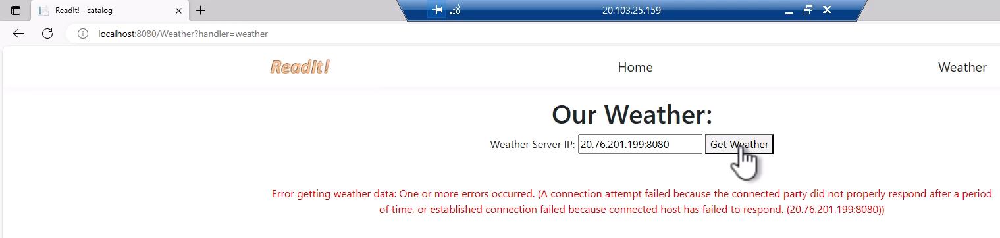 ReadIt! - catalog
20.103.25.159
localhost:8080/Weather?handler=weather
ReadIt!
Home
Weather
Our Weather:
Weather Server IP: 20.76.201.199:8080 Get Weather
Error getting weather data: One or more errors occurred. (A connection attempt failed because the connected party did not properly respond after a period
of time, or established connection failed because connected host has failed to respond. (20.76.201.199:8080))